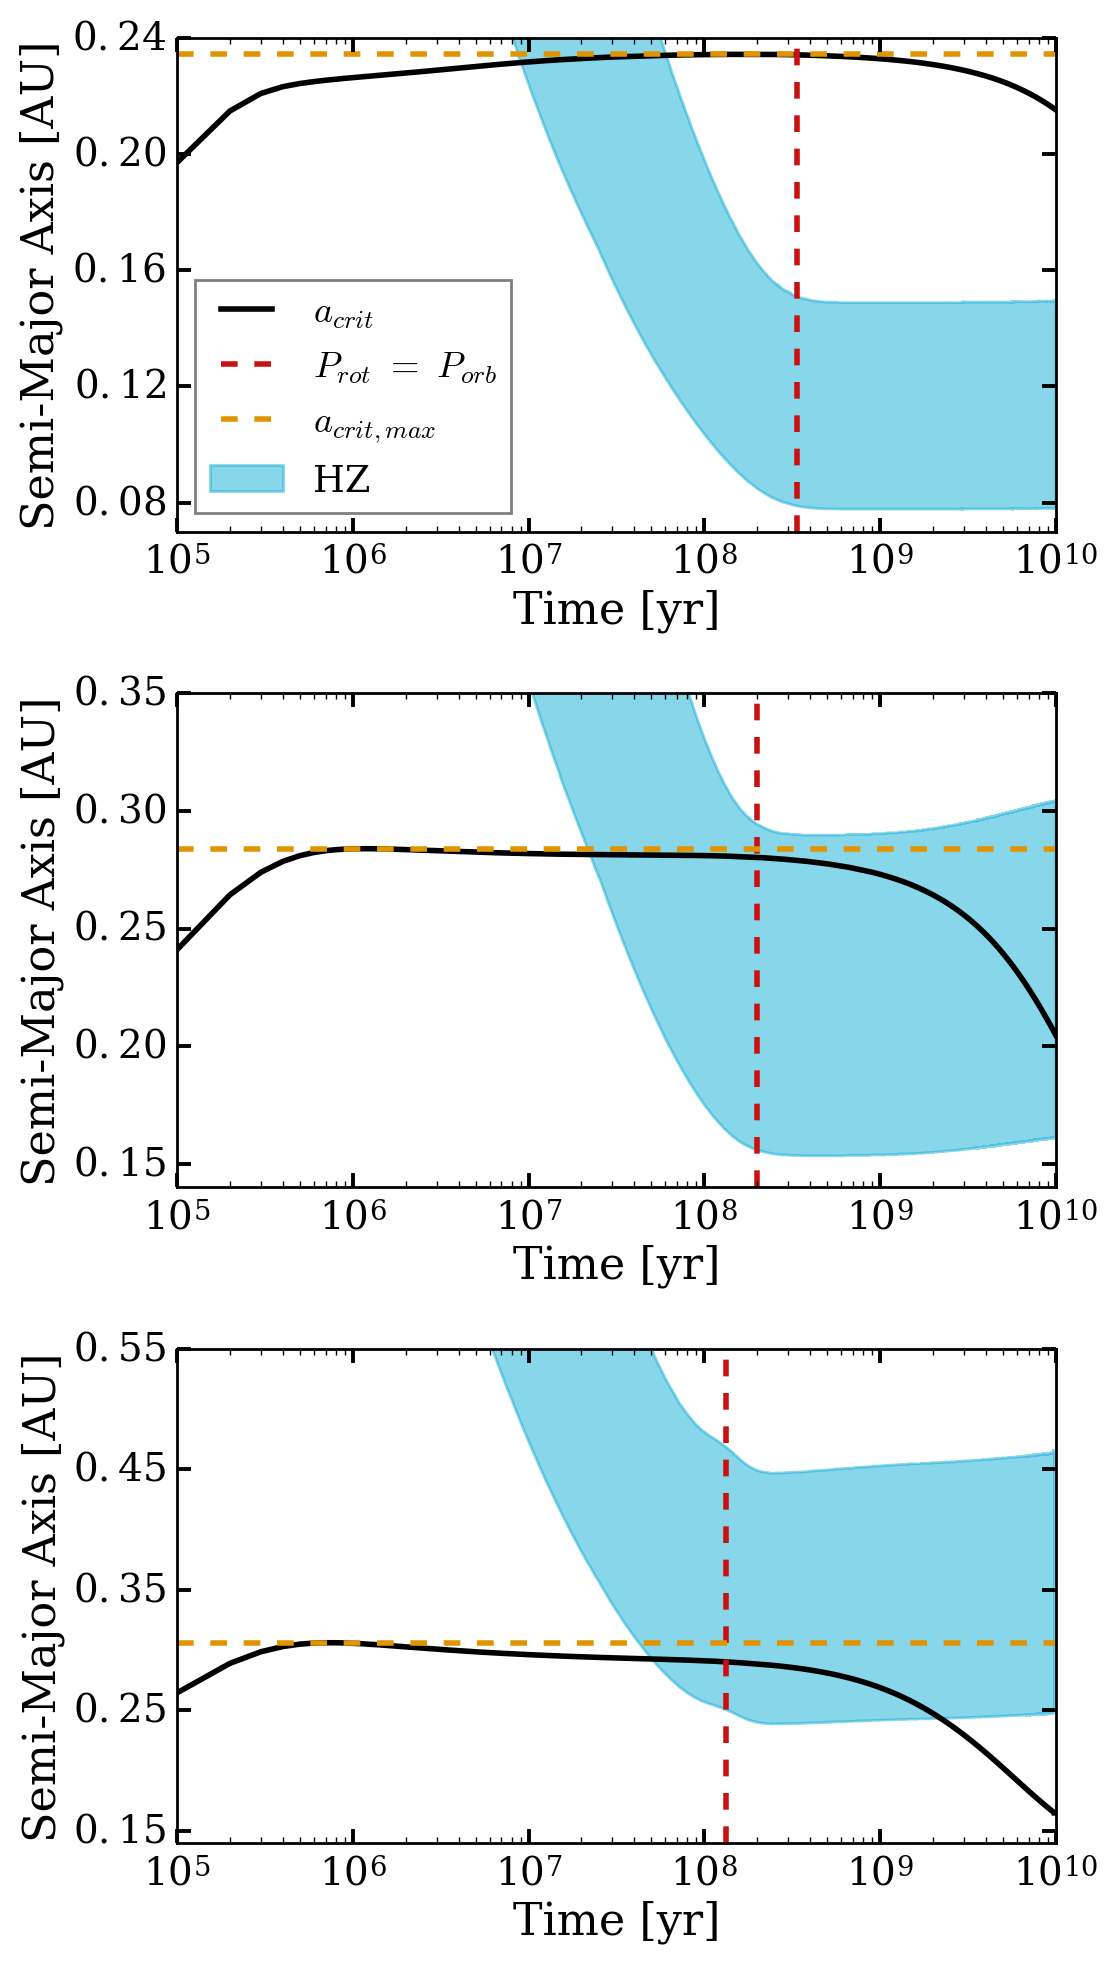 Semi-Major Axis [AU]
0.24
0.20
0.16
0.12
0.08
a_crit
P_rot = P_orb
a_crit,max
HZ
10^5 10^6 10^7 10^8 10^9 10^10
Time [yr]
Semi-Major Axis [AU]
0.35
0.30
0.25
0.20
0.15
10^5 10^6 10^7 10^8 10^9 10^10
Time [yr]
Semi-Major Axis [AU]
0.55
0.45
0.35
0.25
0.15
10^5 10^6 10^7 10^8 10^9 10^10
Time [yr]